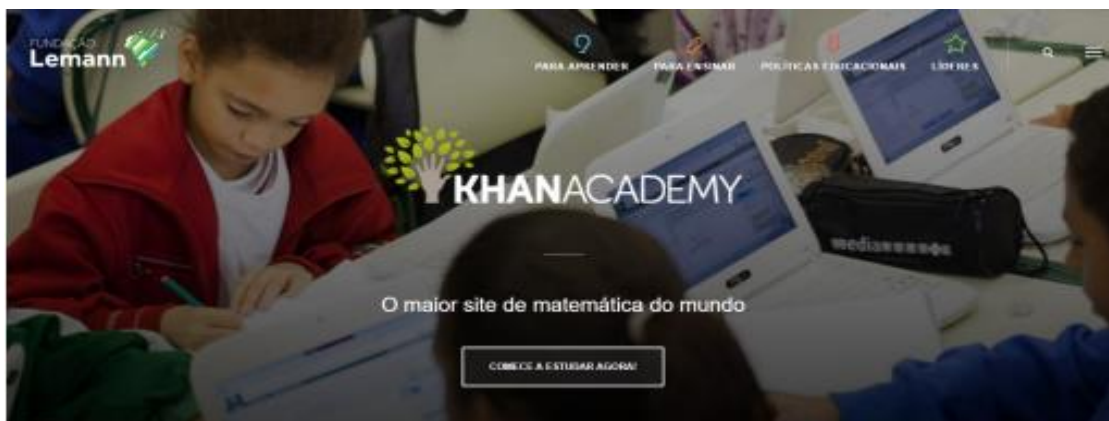 FUNDAÇÃO
Lemann
PARA APRENDER PARA ENSINAR POLÍTICAS EDUCACIONAIS LÍDERES
KHANACADEMY
O maior site de matemática do mundo
COMECE A ESTUDAR AGORA!